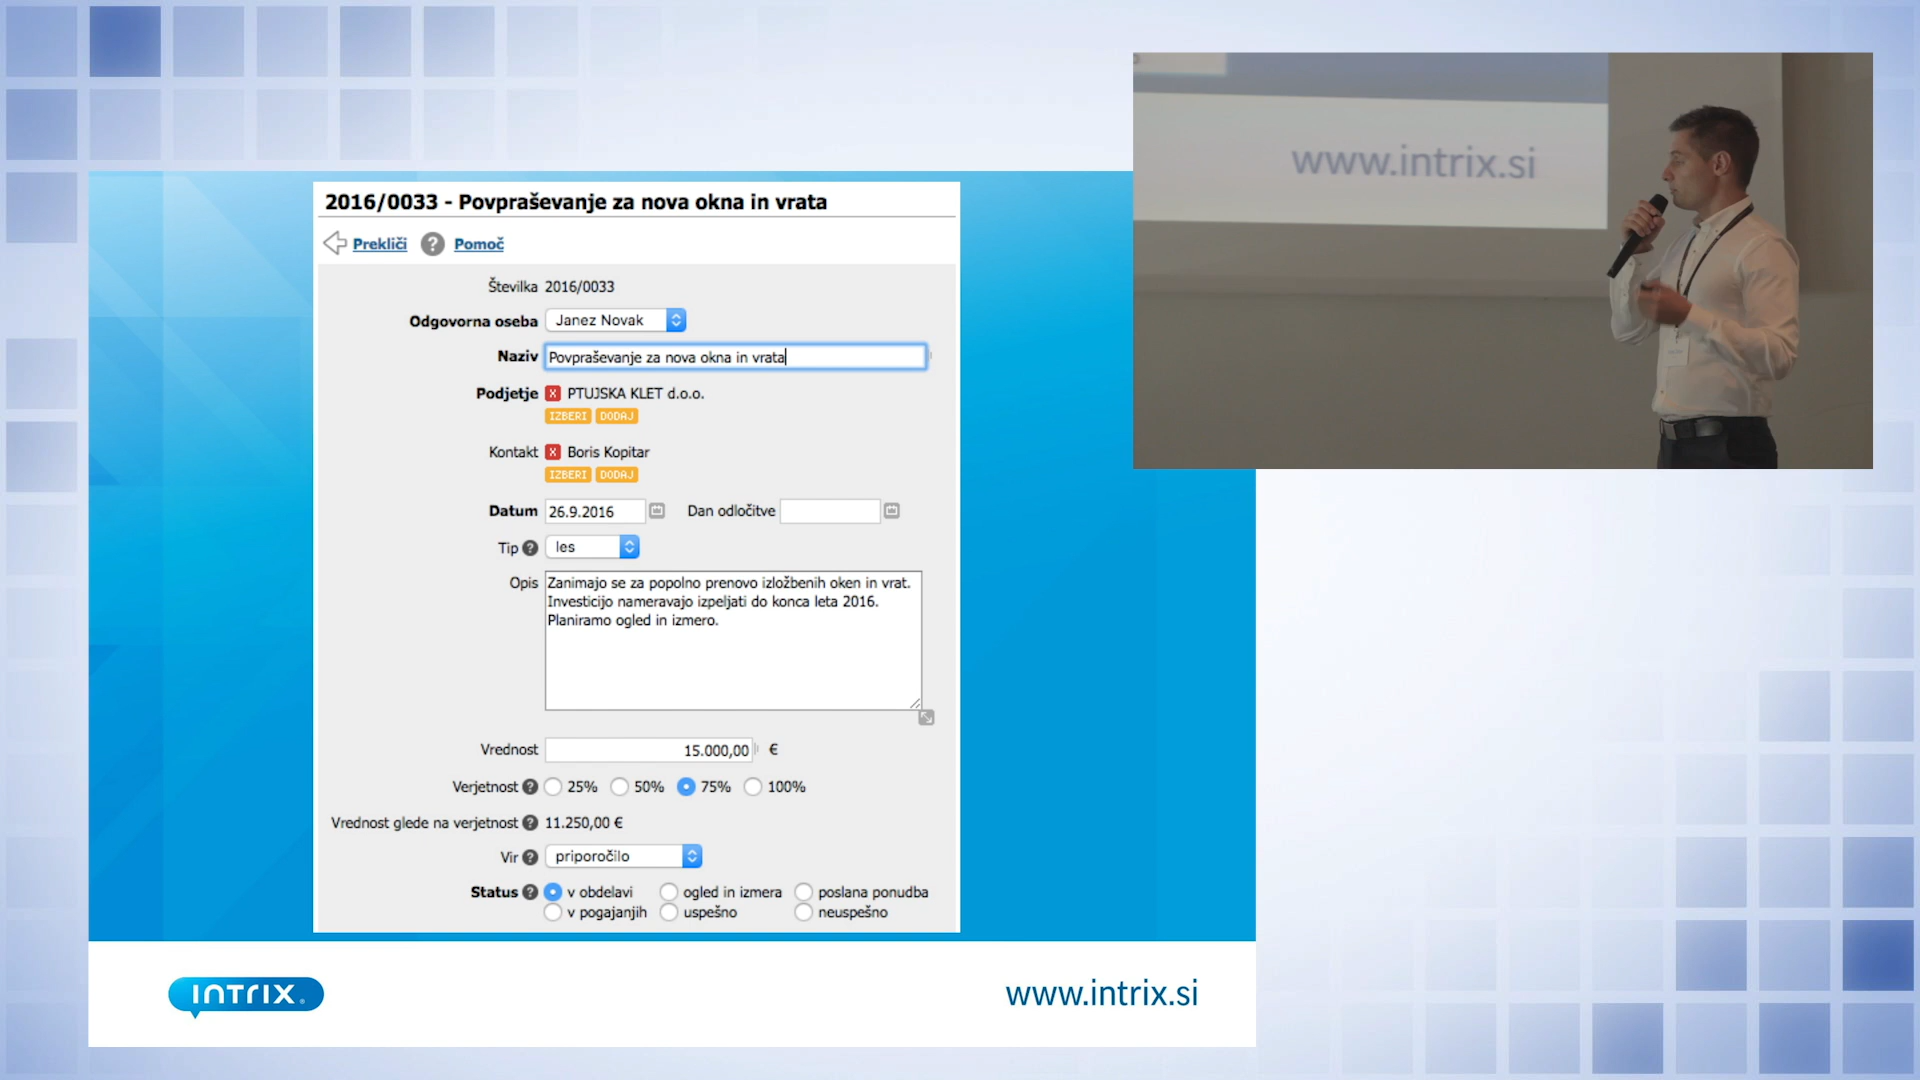 www.intrix.si
2016/0033 - Povpraševanje za nova okna in vrata
Prekliči ? Pomoč
Številka 2016/0033
Odgovorna oseba Janez Novak
Naziv Povpraševanje za nova okna in vrata
Podjetje X PTUJSKA KLET d.o.o.
IZBERI DODAJ
Kontakt X Boris Kopitar
IZBERI DODAJ
Datum 26.9.2016 Dan odločitve
Tip ? les
Opis Zanimajo se za popolno prenovo izložbenih oken in vrat.
Investicijo nameravajo izpeljati do konca leta 2016.
Planiramo ogled in izmero.
Vrednost 15.000,00 €
Verjetnost ? 25% 50% 75% 100%
Vrednost glede na verjetnost ? 11.250,00 €
Vir ? priporočilo
Status ? v obdelavi ogled in izmera poslana ponudba
v pogajanjih uspešno neuspešno
INTRIX.
www.intrix.si